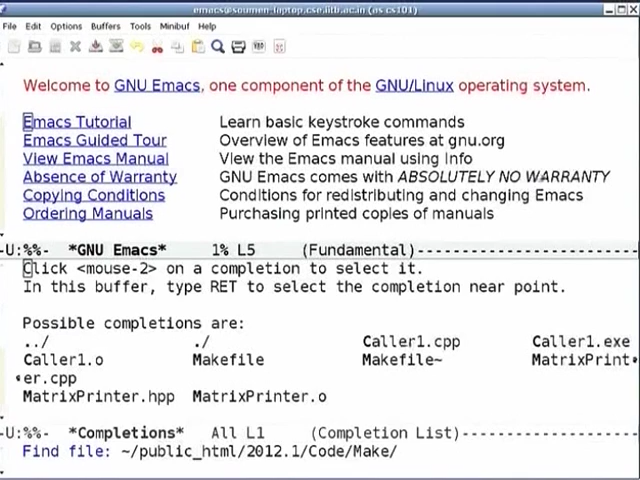 emacs@soumen-laptop.cse.iitb.ac.in (as cs101)
File Edit Options Buffers Tools Minibuf Help
Welcome to GNU Emacs, one component of the GNU/Linux operating system.
Emacs Tutorial Learn basic keystroke commands
Emacs Guided Tour Overview of Emacs features at gnu.org
View Emacs Manual View the Emacs manual using Info
Absence of Warranty GNU Emacs comes with ABSOLUTELY NO WARRANTY
Copying Conditions Conditions for redistributing and changing Emacs
Ordering Manuals Purchasing printed copies of manuals
-U:%%- *GNU Emacs* 1% L5 (Fundamental)------------------------
Click <mouse-2> on a completion to select it.
In this buffer, type RET to select the completion near point.
Possible completions are:
../ ./ Caller1.cpp Caller1.exe
Caller1.o Makefile Makefile~ MatrixPrint
er.cpp
MatrixPrinter.hpp MatrixPrinter.o
-U:%%- *Completions* All L1 (Completion List)-------------------
Find file: ~/public_html/2012.1/Code/Make/